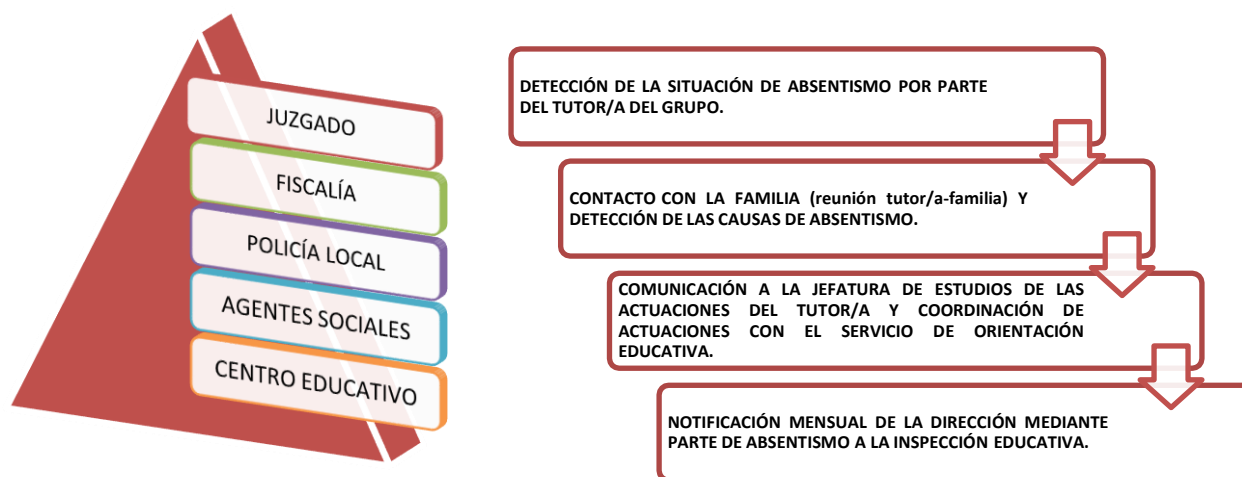 JUZGADO
FISCALÍA
POLICÍA LOCAL
AGENTES SOCIALES
CENTRO EDUCATIVO
DETECCIÓN DE LA SITUACIÓN DE ABSENTISMO POR PARTE
DEL TUTOR/A DEL GRUPO.
CONTACTO CON LA FAMILIA (reunión tutor/a-familia) Y
DETECCIÓN DE LAS CAUSAS DE ABSENTISMO.
COMUNICACIÓN A LA JEFATURA DE ESTUDIOS DE LAS
ACTUACIONES DEL TUTOR/A Y COORDINACIÓN DE
ACTUACIONES CON EL SERVICIO DE ORIENTACIÓN
EDUCATIVA.
NOTIFICACIÓN MENSUAL DE LA DIRECCIÓN MEDIANTE
PARTE DE ABSENTISMO A LA INSPECCIÓN EDUCATIVA.